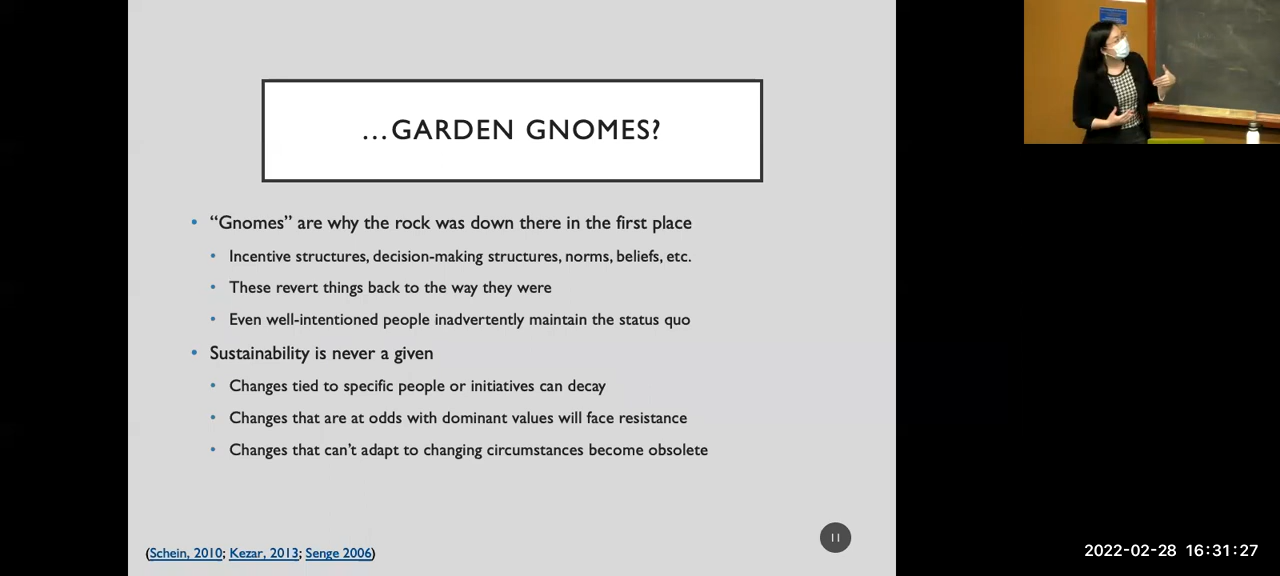 ...GARDEN GNOMES?
• “Gnomes” are why the rock was down there in the first place
• Incentive structures, decision-making structures, norms, beliefs, etc.
• These revert things back to the way they were
• Even well-intentioned people inadvertently maintain the status quo
• Sustainability is never a given
• Changes tied to specific people or initiatives can decay
• Changes that are at odds with dominant values will face resistance
• Changes that can’t adapt to changing circumstances become obsolete
(Schein, 2010; Kezar, 2013; Senge 2006)
11
2022-02-28 16:31:27